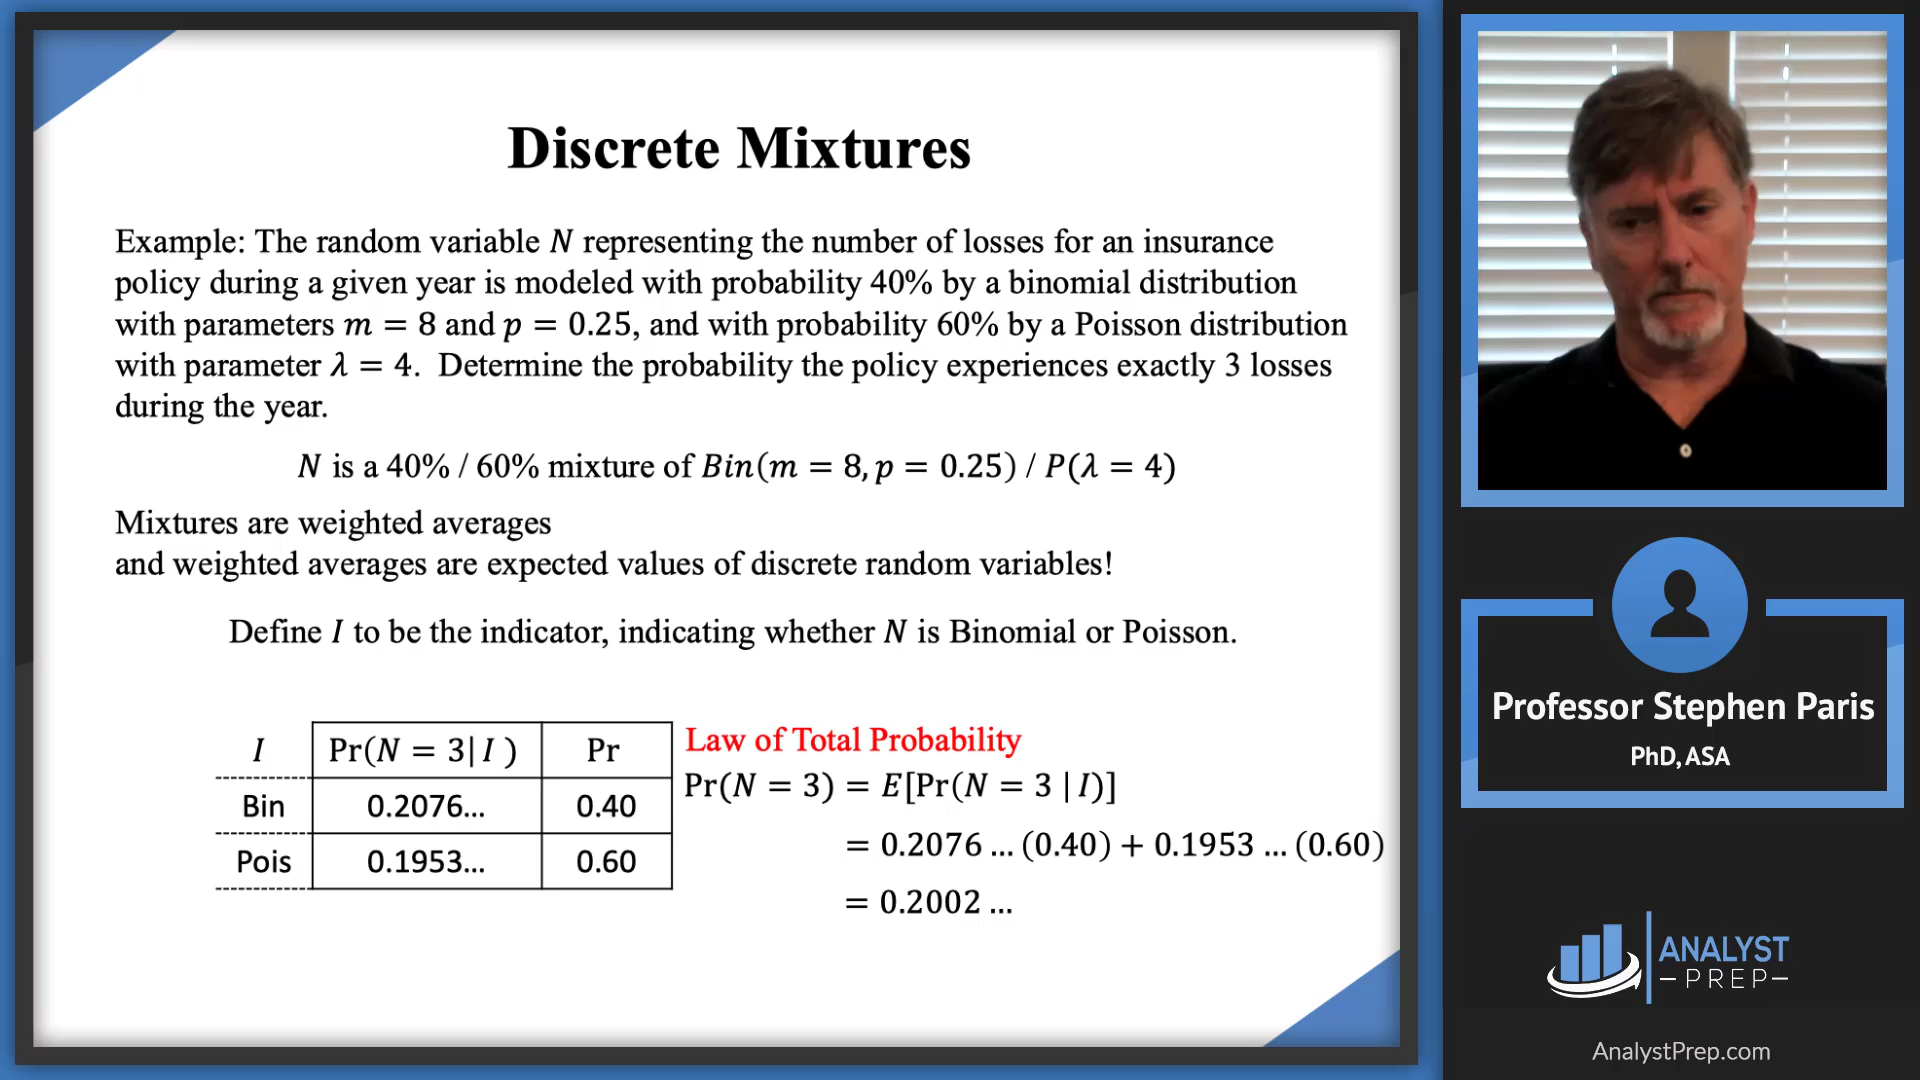 Discrete Mixtures
Example: The random variable N representing the number of losses for an insurance
policy during a given year is modeled with probability 40% by a binomial distribution
with parameters m = 8 and p = 0.25, and with probability 60% by a Poisson distribution
with parameter λ = 4. Determine the probability the policy experiences exactly 3 losses
during the year.
N is a 40% / 60% mixture of Bin(m = 8, p = 0.25) / P(λ = 4)
Mixtures are weighted averages
and weighted averages are expected values of discrete random variables!
Define I to be the indicator, indicating whether N is Binomial or Poisson.
I Pr(N = 3|I ) Pr
Bin 0.2076... 0.40
Pois 0.1953... 0.60
Law of Total Probability
Pr(N = 3) = E[Pr(N = 3 | I)]
= 0.2076 ... (0.40) + 0.1953 ... (0.60)
= 0.2002 ...
Professor Stephen Paris
PhD, ASA
ANALYST
PREP
AnalystPrep.com